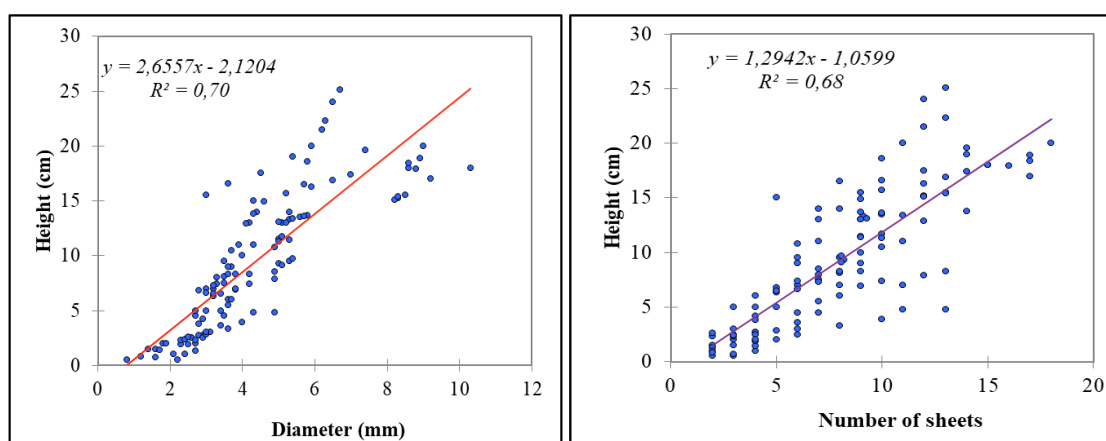 30
25
20
15
10
5
0
Height (cm)
y = 2,6557x - 2,1204
R² = 0,70
0 2 4 6 8 10 12
Diameter (mm)
30
25
20
15
10
5
0
Height (cm)
y = 1,2942x - 1,0599
R² = 0,68
0 5 10 15 20
Number of sheets